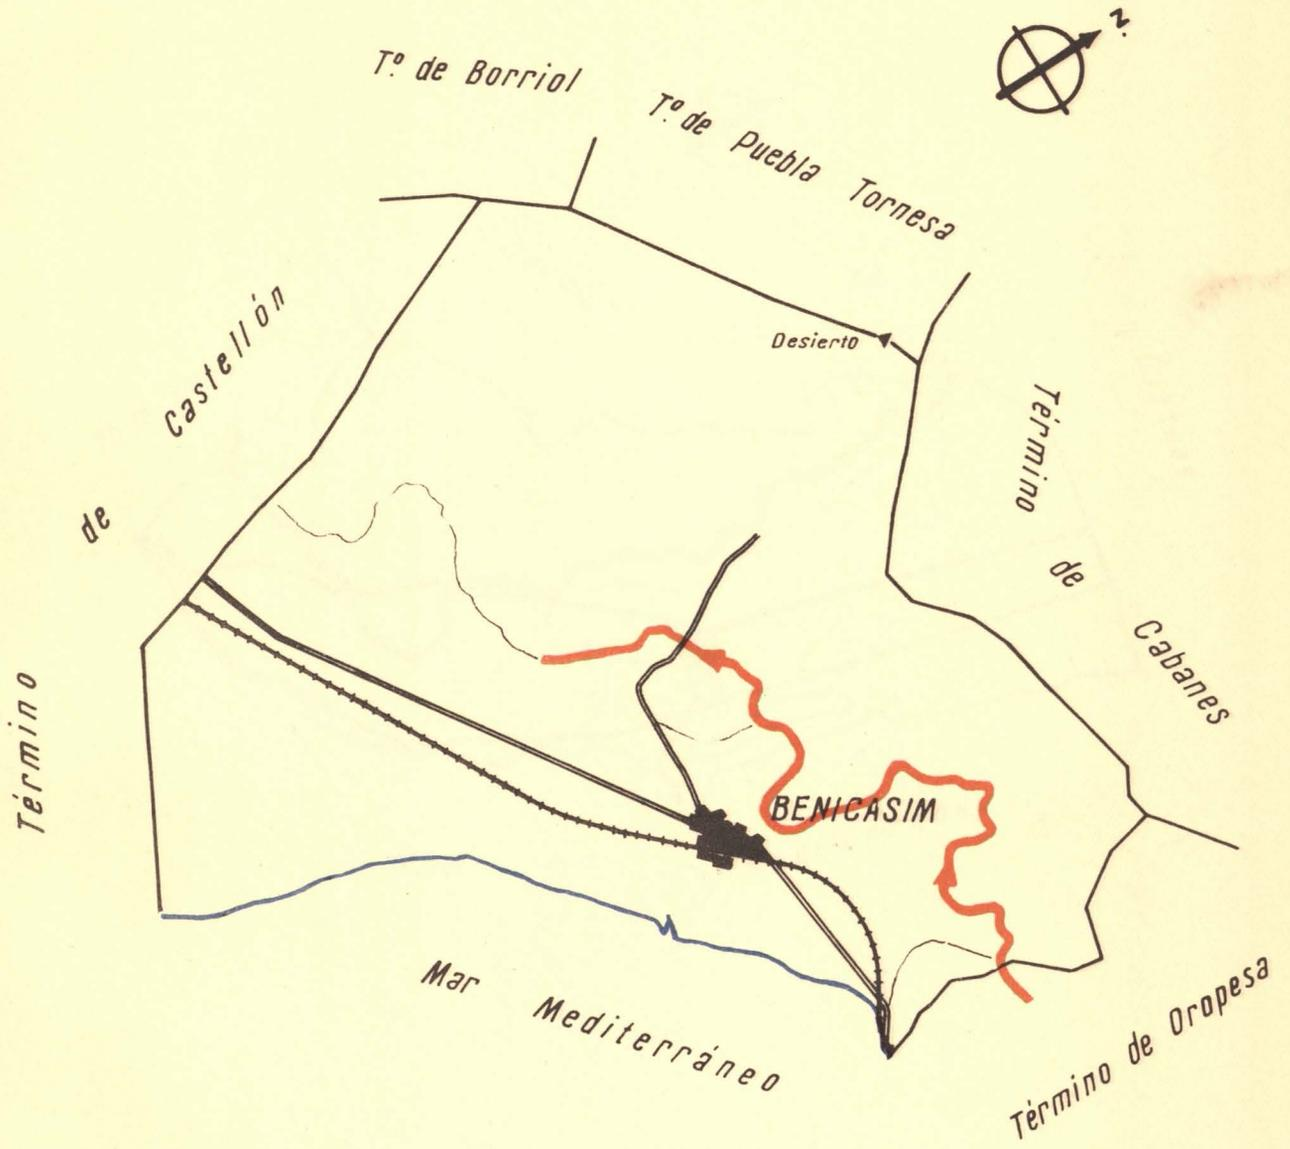 N.
Tº. de Borriol
Tº. de Puebla Tornesa
Desierto
Término de Castellón
Término de Cabanes
BENICASIM
Mar Mediterráneo
Término de Oropesa